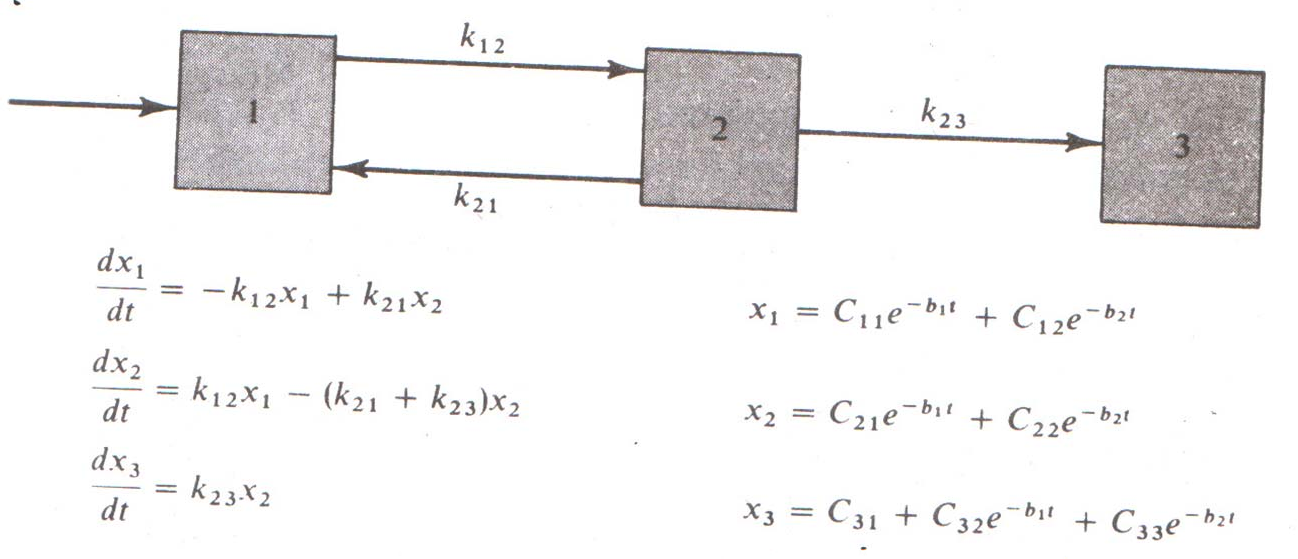 k₁₂
1
2
k₂₃
3
k₂₁
dx₁/dt = −k₁₂x₁ + k₂₁x₂
x₁ = C₁₁e^(−b₁t) + C₁₂e^(−b₂t)
dx₂/dt = k₁₂x₁ − (k₂₁ + k₂₃)x₂
x₂ = C₂₁e^(−b₁t) + C₂₂e^(−b₂t)
dx₃/dt = k₂₃x₂
x₃ = C₃₁ + C₃₂e^(−b₁t) + C₃₃e^(−b₂t)